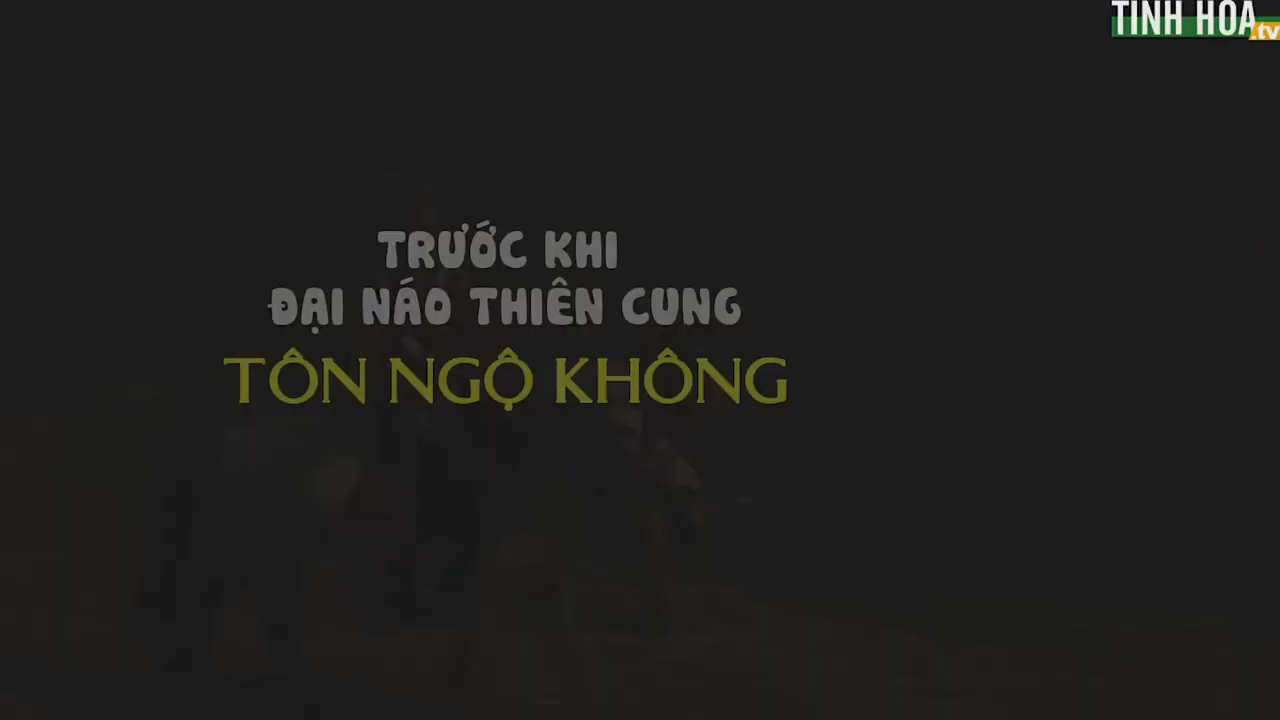 TINH HOA
.tv
TRƯỚC KHI
ĐẠI NÁO THIÊN CUNG
TÔN NGỘ KHÔNG